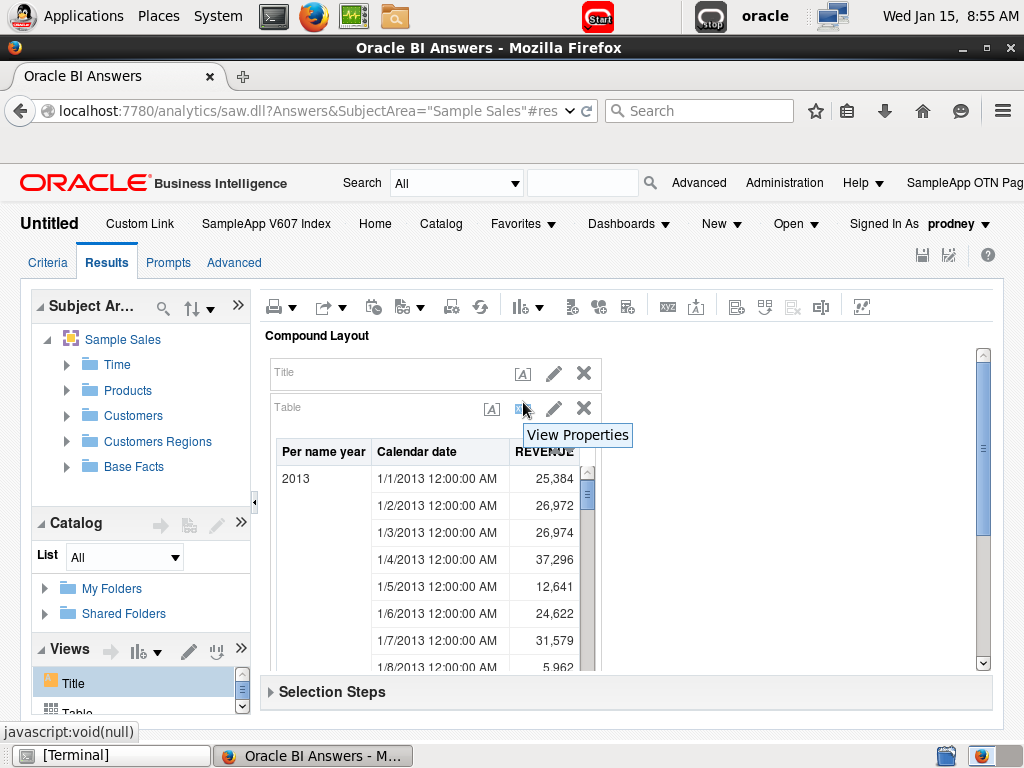 Applications Places System Start stop oracle Wed Jan 15, 8:55 AM
Oracle BI Answers - Mozilla Firefox
Oracle BI Answers
localhost:7780/analytics/saw.dll?Answers&SubjectArea="Sample Sales"#res Search
ORACLE Business Intelligence Search All Advanced Administration Help SampleApp OTN Pag
Untitled Custom Link SampleApp V607 Index Home Catalog Favorites Dashboards New Open Signed In As prodney
Criteria Results Prompts Advanced
Subject Ar...
Sample Sales
Time
Products
Customers
Customers Regions
Base Facts
Catalog
List All
My Folders
Shared Folders
Views
Title
Table
Compound Layout
Title
Table
View Properties
Per name year Calendar date REVENUE
2013 1/1/2013 12:00:00 AM 25,384
1/2/2013 12:00:00 AM 26,972
1/3/2013 12:00:00 AM 26,974
1/4/2013 12:00:00 AM 37,296
1/5/2013 12:00:00 AM 12,641
1/6/2013 12:00:00 AM 24,622
1/7/2013 12:00:00 AM 31,579
1/8/2013 12:00:00 AM 5,962
Selection Steps
javascript:void(null)
[Terminal] Oracle BI Answers - M...